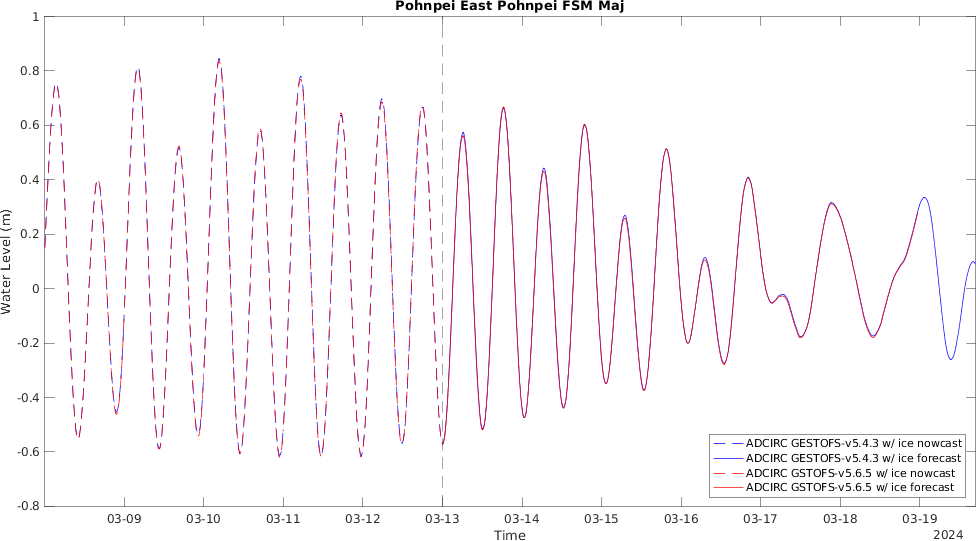 Pohnpei East Pohnpei FSM Maj
1
0.8
0.6
0.4
0.2
0
-0.2
-0.4
-0.6
-0.8
Water Level (m)
ADCIRC GESTOFS-v5.4.3 w/ ice nowcast
ADCIRC GESTOFS-v5.4.3 w/ ice forecast
ADCIRC GSTOFS-v5.6.5 w/ ice nowcast
ADCIRC GSTOFS-v5.6.5 w/ ice forecast
03-09 03-10 03-11 03-12 03-13 03-14 03-15 03-16 03-17 03-18 03-19
Time
2024